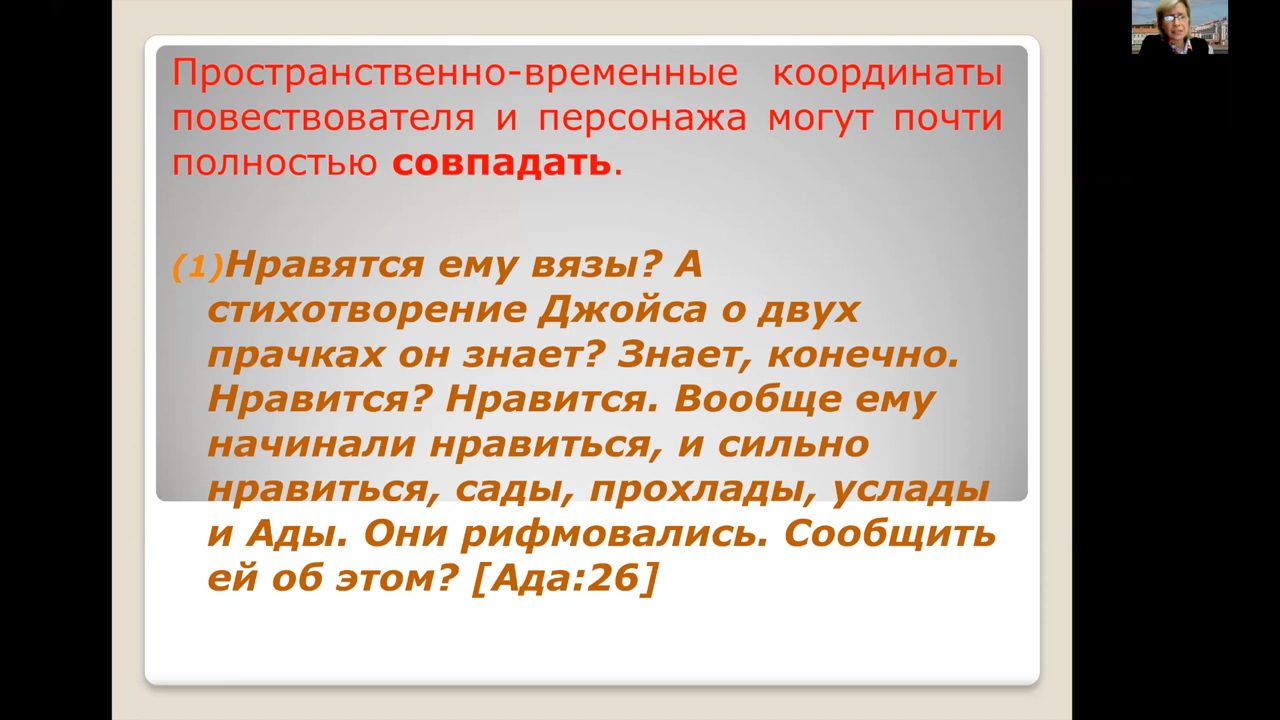 Пространственно-временные координаты
повествователя и персонажа могут почти
полностью совпадать.
(1)Нравятся ему вязы? А
стихотворение Джойса о двух
прачках он знает? Знает, конечно.
Нравится? Нравится. Вообще ему
начинали нравиться, и сильно
нравиться, сады, прохлады, услады
и Ады. Они рифмовались. Сообщить
ей об этом? [Ада:26]